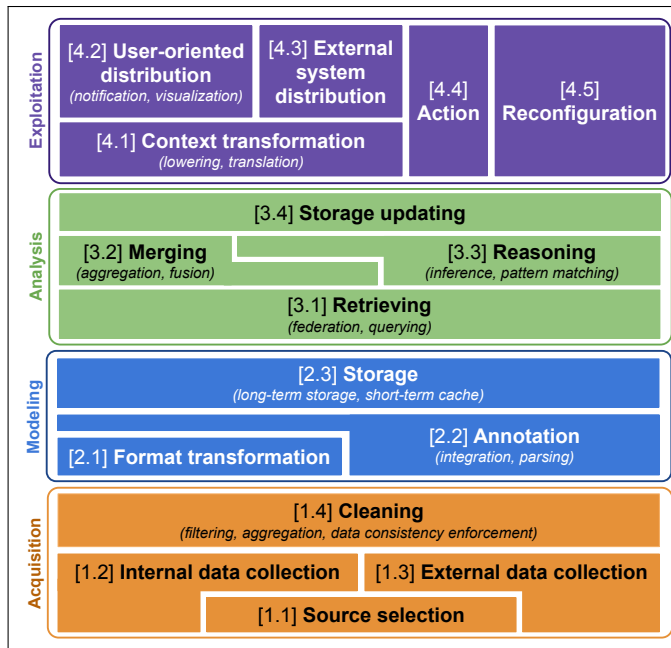 Exploitation
[4.2] User-oriented
distribution
(notification, visualization)
[4.3] External
system
distribution
[4.4]
Action
[4.5]
Reconfiguration
[4.1] Context transformation
(lowering, translation)
Analysis
[3.4] Storage updating
[3.2] Merging
(aggregation, fusion)
[3.3] Reasoning
(inference, pattern matching)
[3.1] Retrieving
(federation, querying)
Modeling
[2.3] Storage
(long-term storage, short-term cache)
[2.2] Annotation
(integration, parsing)
[2.1] Format transformation
Acquisition
[1.4] Cleaning
(filtering, aggregation, data consistency enforcement)
[1.2] Internal data collection
[1.3] External data collection
[1.1] Source selection